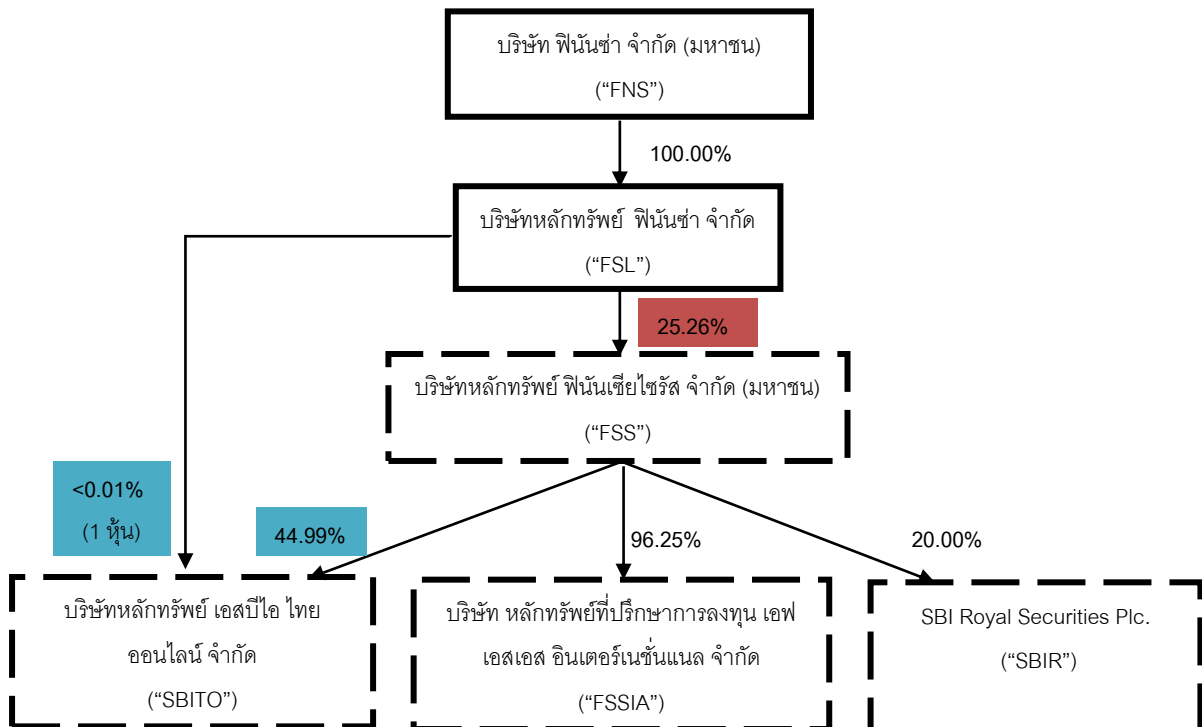 บริษัท ฟินันซ่า จำกัด (มหาชน)
(“FNS”)
100.00%
บริษัทหลักทรัพย์ ฟินันซ่า จำกัด
(“FSL”)
25.26%
บริษัทหลักทรัพย์ ฟินันเซียไซรัส จำกัด (มหาชน)
(“FSS”)
<0.01%
(1 หุ้น)
44.99%
96.25%
20.00%
บริษัทหลักทรัพย์ เอสบีไอ ไทย
ออนไลน์ จำกัด
(“SBITO”)
บริษัท หลักทรัพย์ที่ปรึกษาการลงทุน เอฟ
เอสเอส อินเตอร์เนชั่นแนล จำกัด
(“FSSIA”)
SBI Royal Securities Plc.
(“SBIR”)